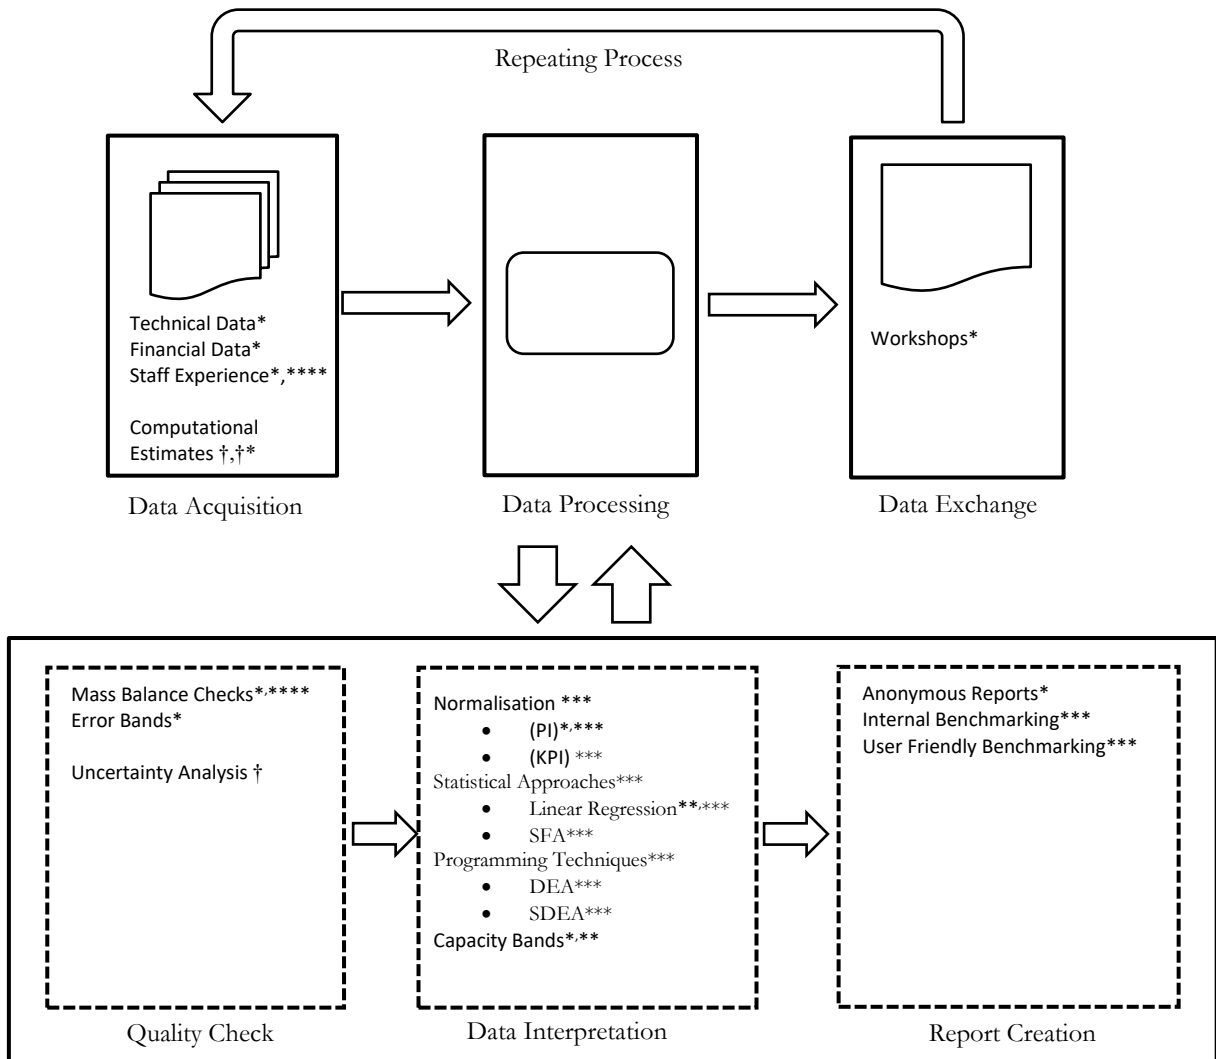 Repeating Process
Technical Data*
Financial Data*
Staff Experience*,****
Computational
Estimates †,†*
Data Acquisition
Data Processing
Workshops*
Data Exchange
Mass Balance Checks*,****
Error Bands*
Uncertainty Analysis †
Quality Check
Normalisation ***
• (PI)*,***
• (KPI) ***
Statistical Approaches***
• Linear Regression**,***
• SFA***
Programming Techniques***
• DEA***
• SDEA***
Capacity Bands*,**
Data Interpretation
Anonymous Reports*
Internal Benchmarking***
User Friendly Benchmarking***
Report Creation